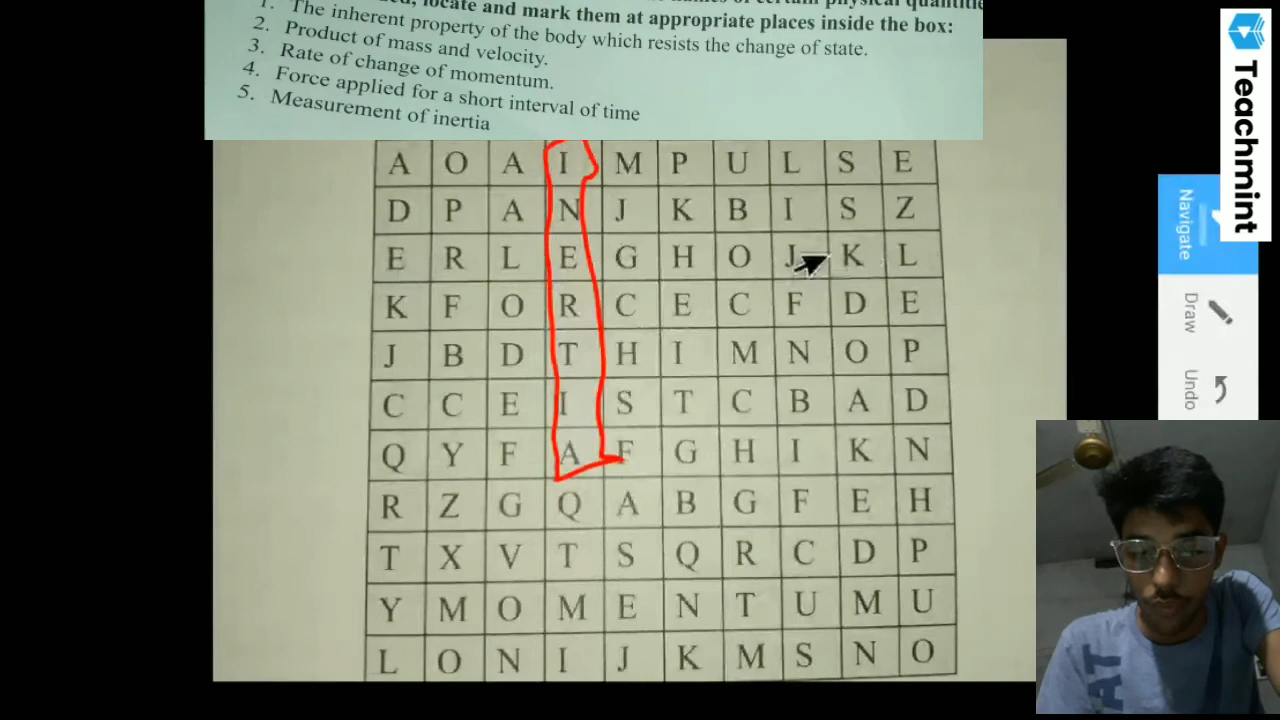 locate and mark them at appropriate places inside the box:
1. The inherent property of the body which resists the change of state.
2. Product of mass and velocity.
3. Rate of change of momentum.
4. Force applied for a short interval of time
5. Measurement of inertia
A O A I M P U L S E
D P A N J K B I S Z
E R L E G H O J K L
K F O R C E C F D E
J B D T H I M N O P
C C E I S T C B A D
Q Y F A F G H I K N
R Z G Q A B G F E H
T X V T S Q R C D P
Y M O M E N T U M U
L O N I J K M S N O
Teachmint
Navigate
Draw
Undo
AT